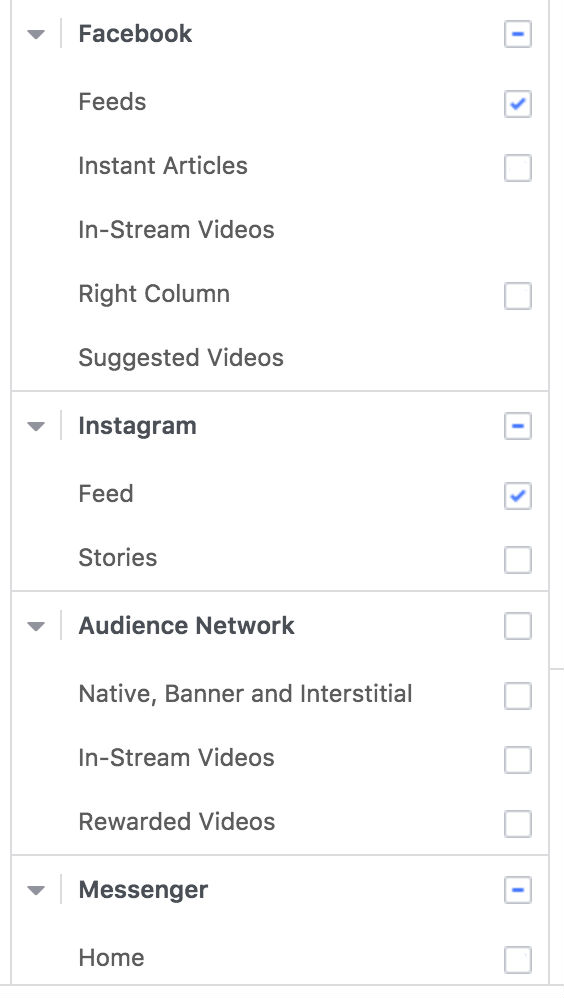 Facebook
Feeds
Instant Articles
In-Stream Videos
Right Column
Suggested Videos
Instagram
Feed
Stories
Audience Network
Native, Banner and Interstitial
In-Stream Videos
Rewarded Videos
Messenger
Home